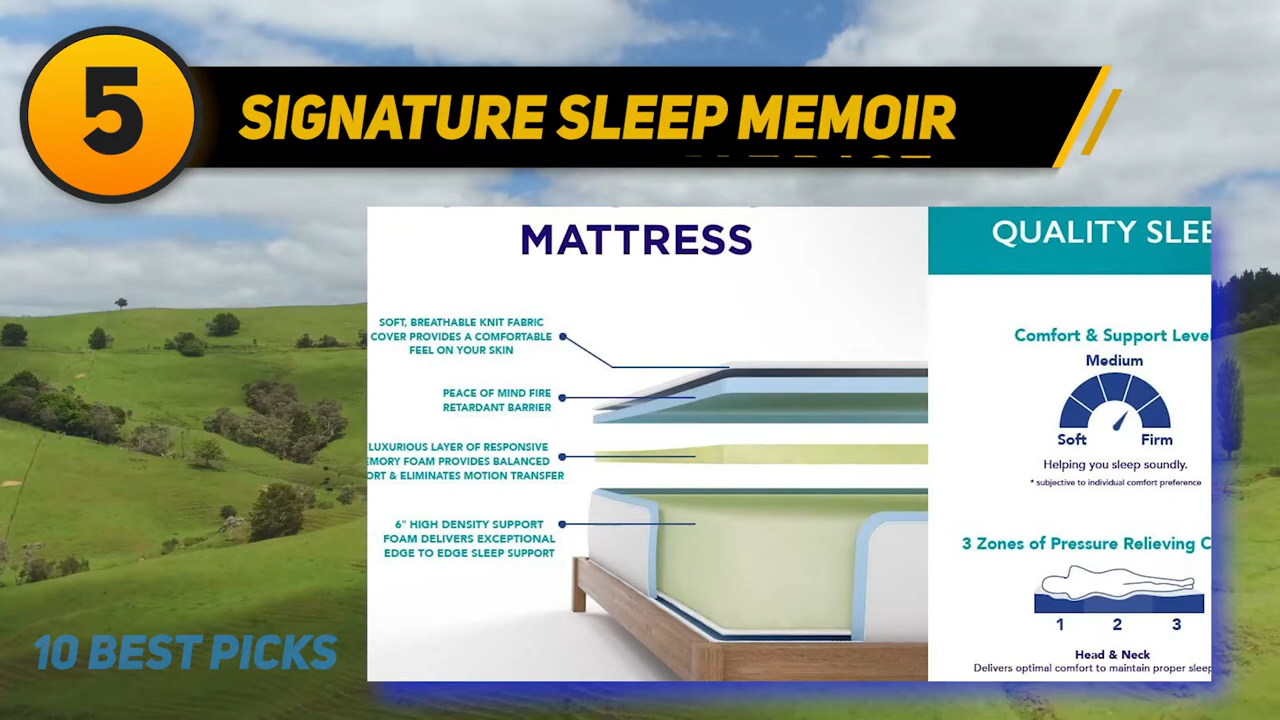 5
SIGNATURE SLEEP MEMOIR
MATTRESS
SOFT, BREATHABLE KNIT FABRIC
COVER PROVIDES A COMFORTABLE
FEEL ON YOUR SKIN
PEACE OF MIND FIRE
RETARDANT BARRIER
LUXURIOUS LAYER OF RESPONSIVE
EMORY FOAM PROVIDES BALANCED
ORT & ELIMINATES MOTION TRANSFER
6" HIGH DENSITY SUPPORT
FOAM DELIVERS EXCEPTIONAL
EDGE TO EDGE SLEEP SUPPORT
QUALITY SLEE
Comfort & Support Level
Medium
Soft Firm
Helping you sleep soundly.
* subjective to individual comfort preference
3 Zones of Pressure Relieving C
1 2 3
Head & Neck
Delivers optimal comfort to maintain proper sleep
10 BEST PICKS